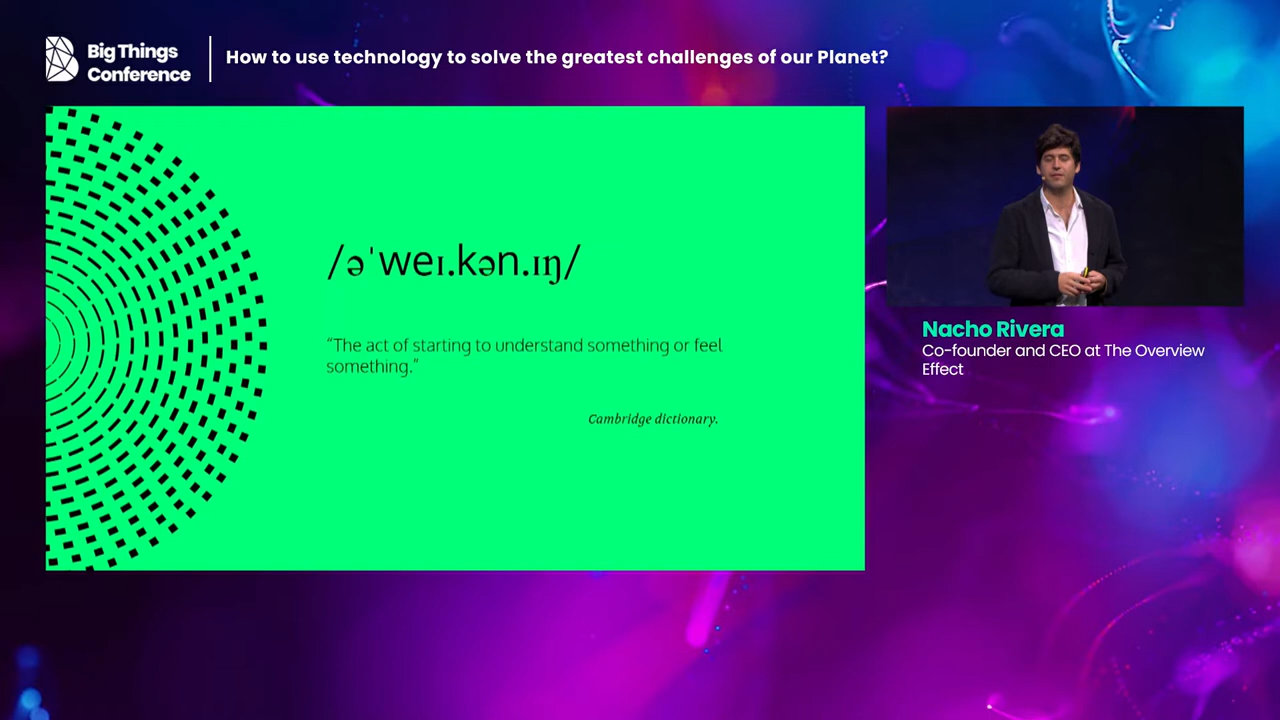 Big Things
Conference
How to use technology to solve the greatest challenges of our Planet?
/əˈweɪ.kən.ɪŋ/
“The act of starting to understand something or feel
something.”
Cambridge dictionary.
Nacho Rivera
Co-founder and CEO at The Overview
Effect